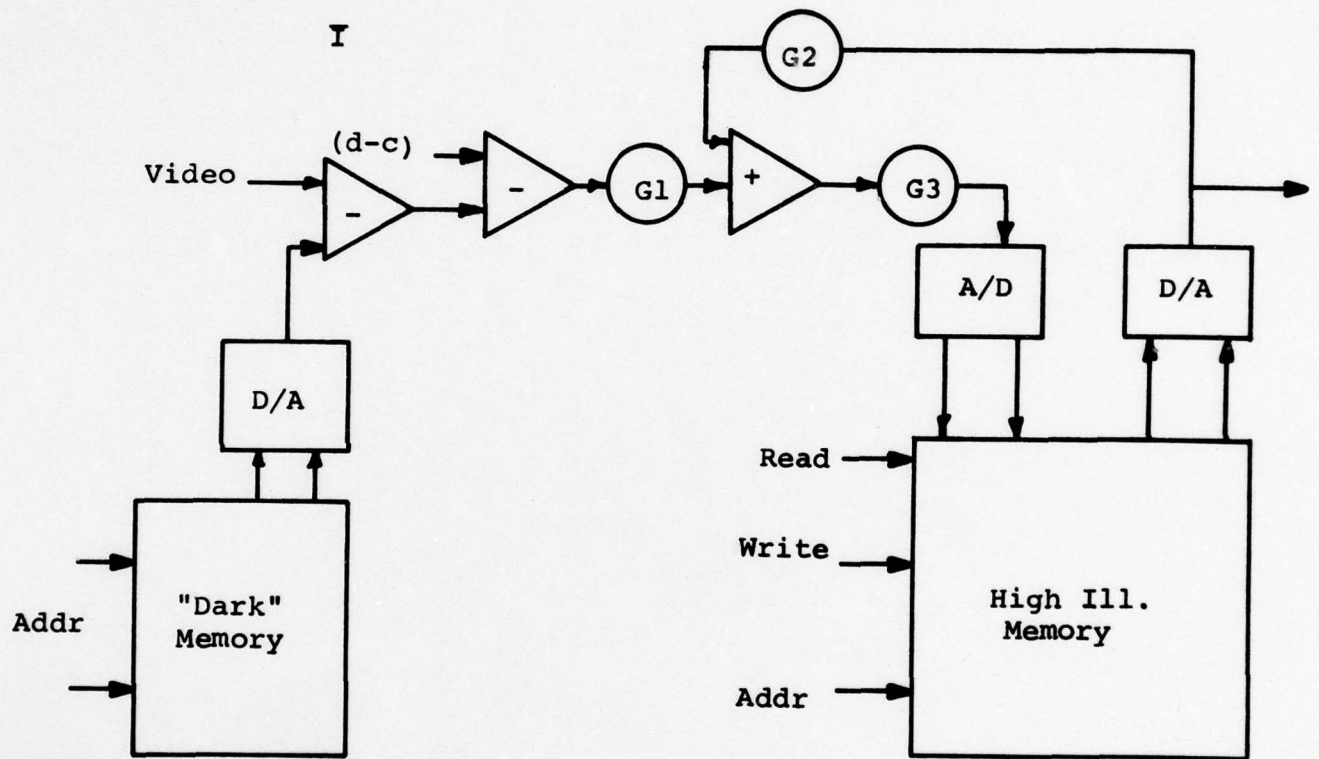 I
G2
(d-c)
Video
-
-
G1
+
G3
A/D
D/A
D/A
Read
Write
Addr
"Dark"
Memory
High Ill.
Memory
Addr